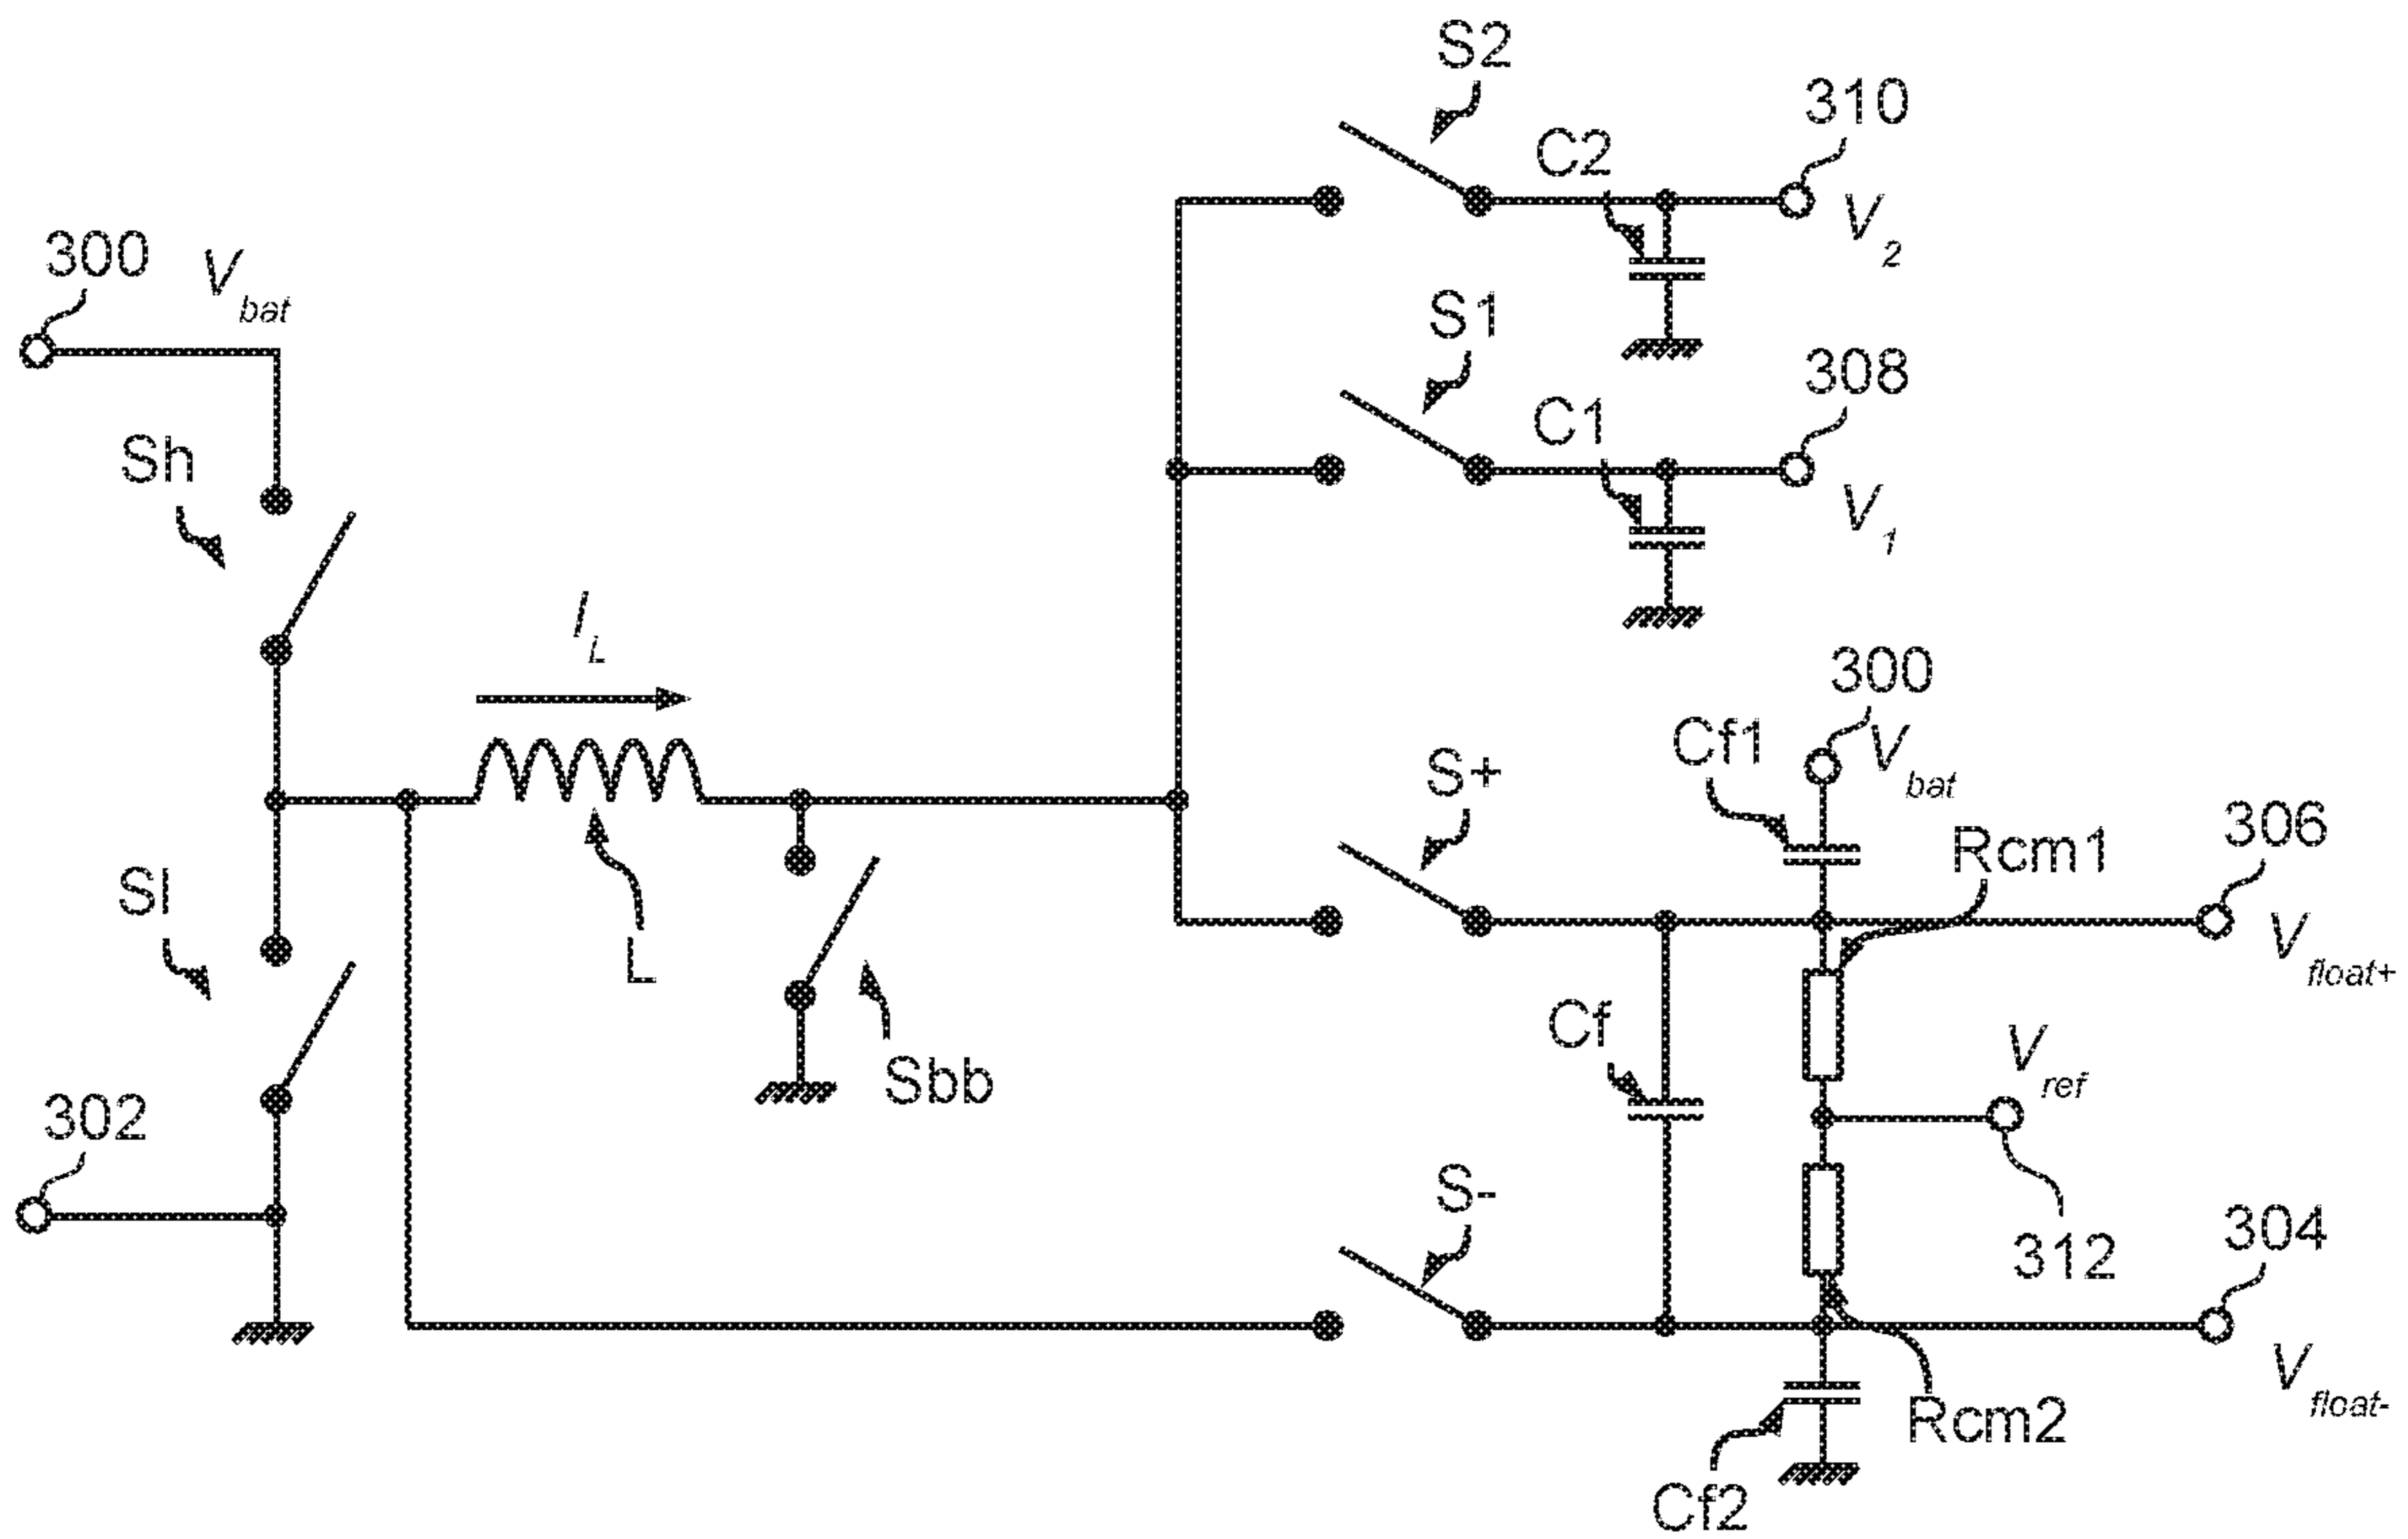 S2
310
C2
V2
300
Vbat
S1
308
C1
V1
Sh
IL
300
Vbat
Cf1
S+
Rcm1
306
Vfloat+
Sl
L
Cf
Vref
Sbb
302
S-
312
304
Vfloat-
Rcm2
Cf2